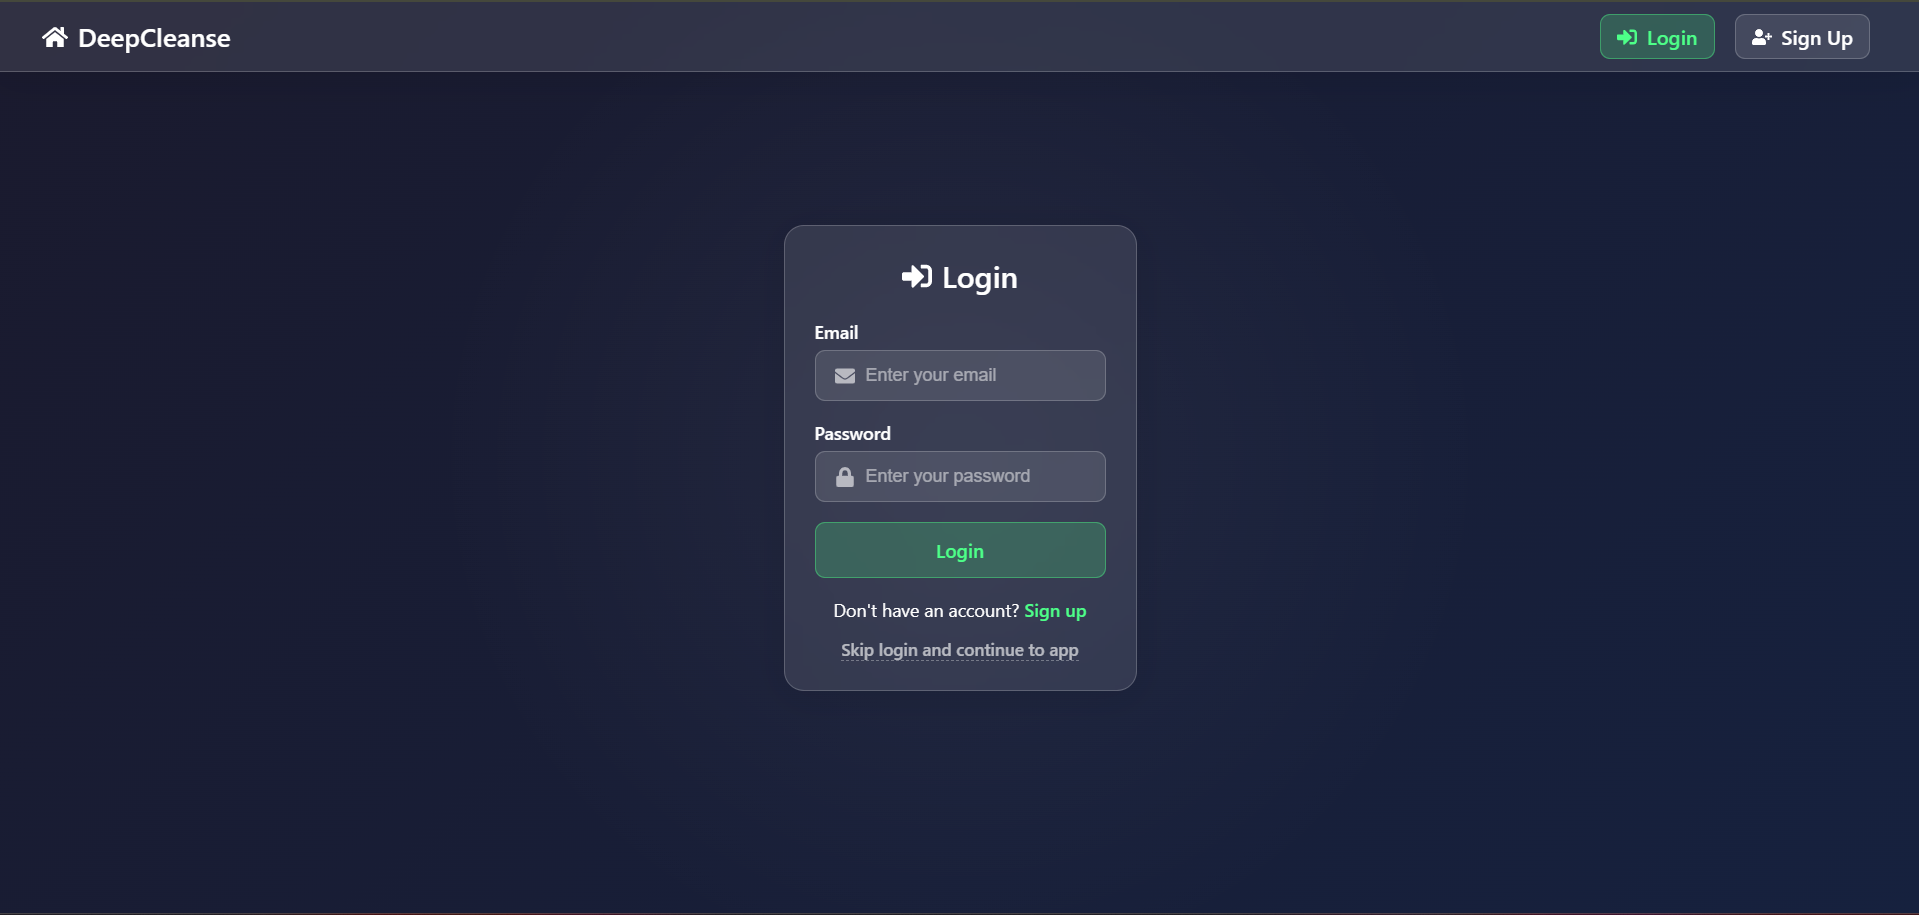 DeepCleanse
Login
Sign Up
Login
Email
Enter your email
Password
Enter your password
Login
Don't have an account? Sign up
Skip login and continue to app